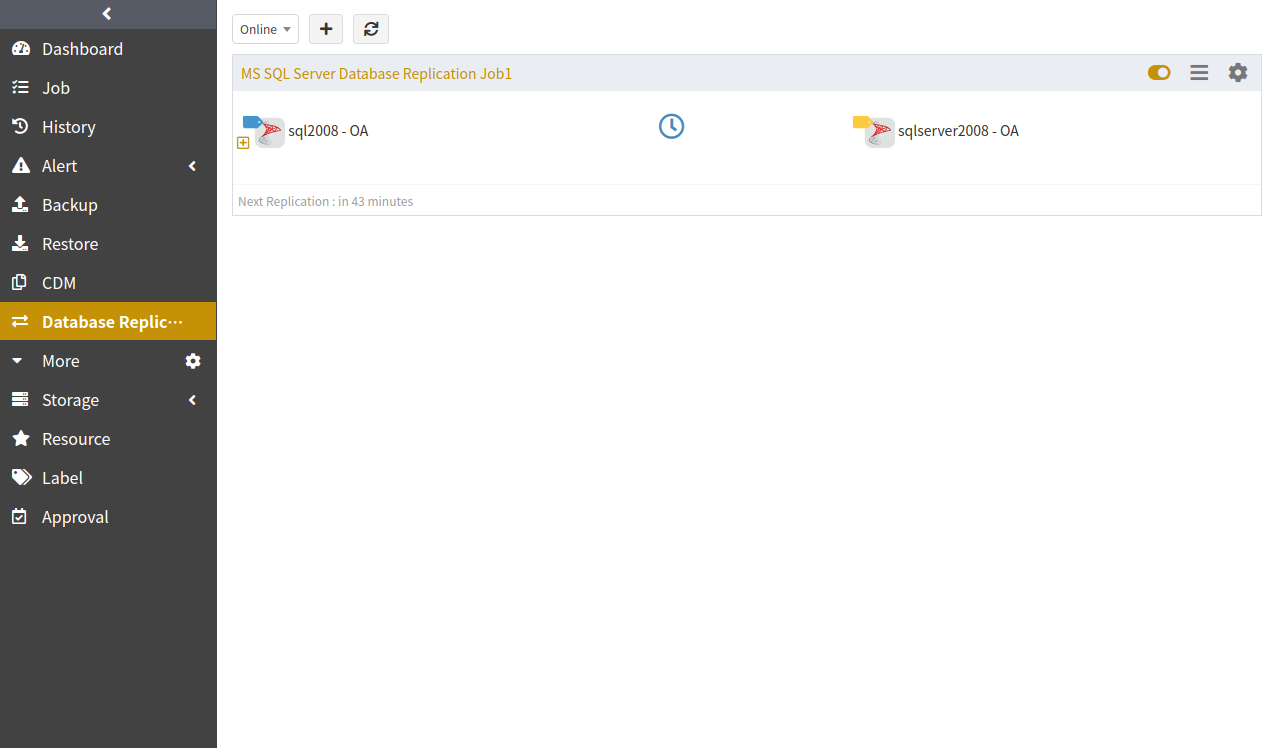 Dashboard
Job
History
Alert
Backup
Restore
CDM
Database Replic···
More
Storage
Resource
Label
Approval
Online
MS SQL Server Database Replication Job1
sql2008 - OA
sqlserver2008 - OA
Next Replication : in 43 minutes